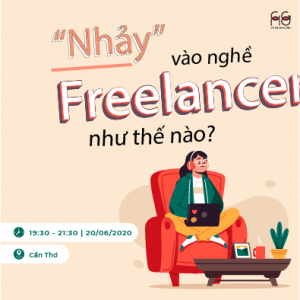 "Nhảy"
vào nghề
Freelancer
như thế nào?
19:30 - 21:30 | 20/06/2020
Cần Thơ